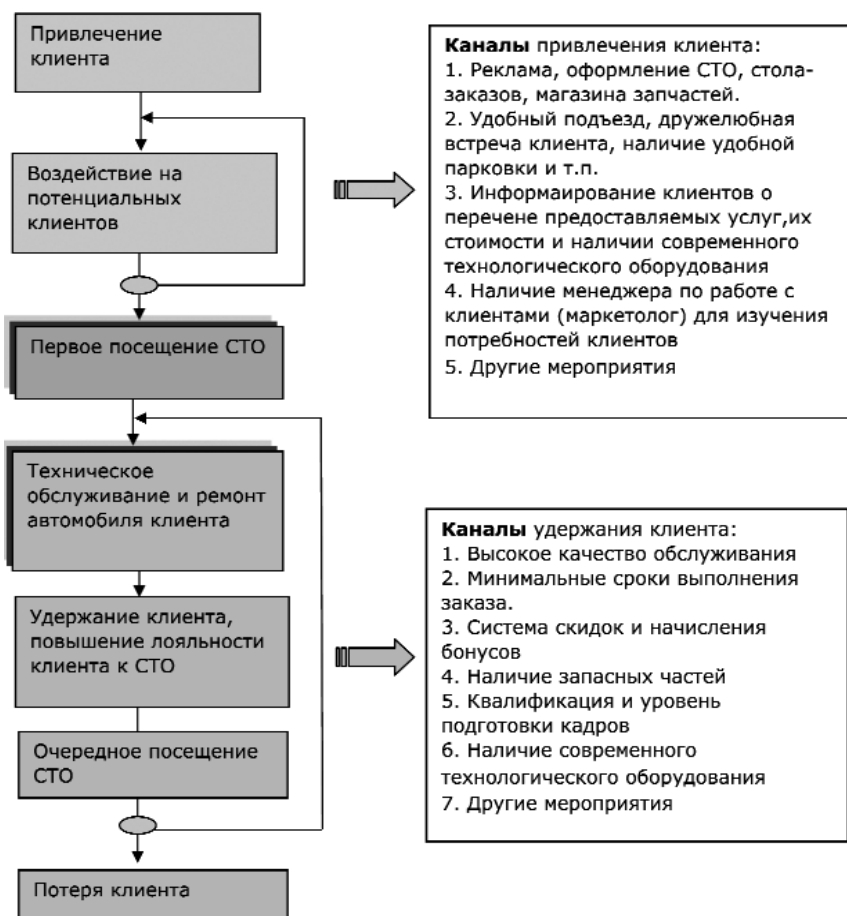 Привлечение
клиента
Воздействие на
потенциальных
клиентов
Первое посещение СТО
Техническое
обслуживание и ремонт
автомобиля клиента
Удержание клиента,
повышение лояльности
клиента к СТО
Очередное посещение
СТО
Потеря клиента
Каналы привлечения клиента:
1. Реклама, оформление СТО, стола-
заказов, магазина запчастей.
2. Удобный подъезд, дружелюбная
встреча клиента, наличие удобной
парковки и т.п.
3. Информаирование клиентов о
перечене предоставляемых услуг,их
стоимости и наличии современного
технологического оборудования
4. Наличие менеджера по работе с
клиентами (маркетолог) для изучения
потребностей клиентов
5. Другие мероприятия
Каналы удержания клиента:
1. Высокое качество обслуживания
2. Минимальные сроки выполнения
заказа.
3. Система скидок и начисления
бонусов
4. Наличие запасных частей
5. Квалификация и уровень
подготовки кадров
6. Наличие современного
технологического оборудования
7. Другие мероприятия